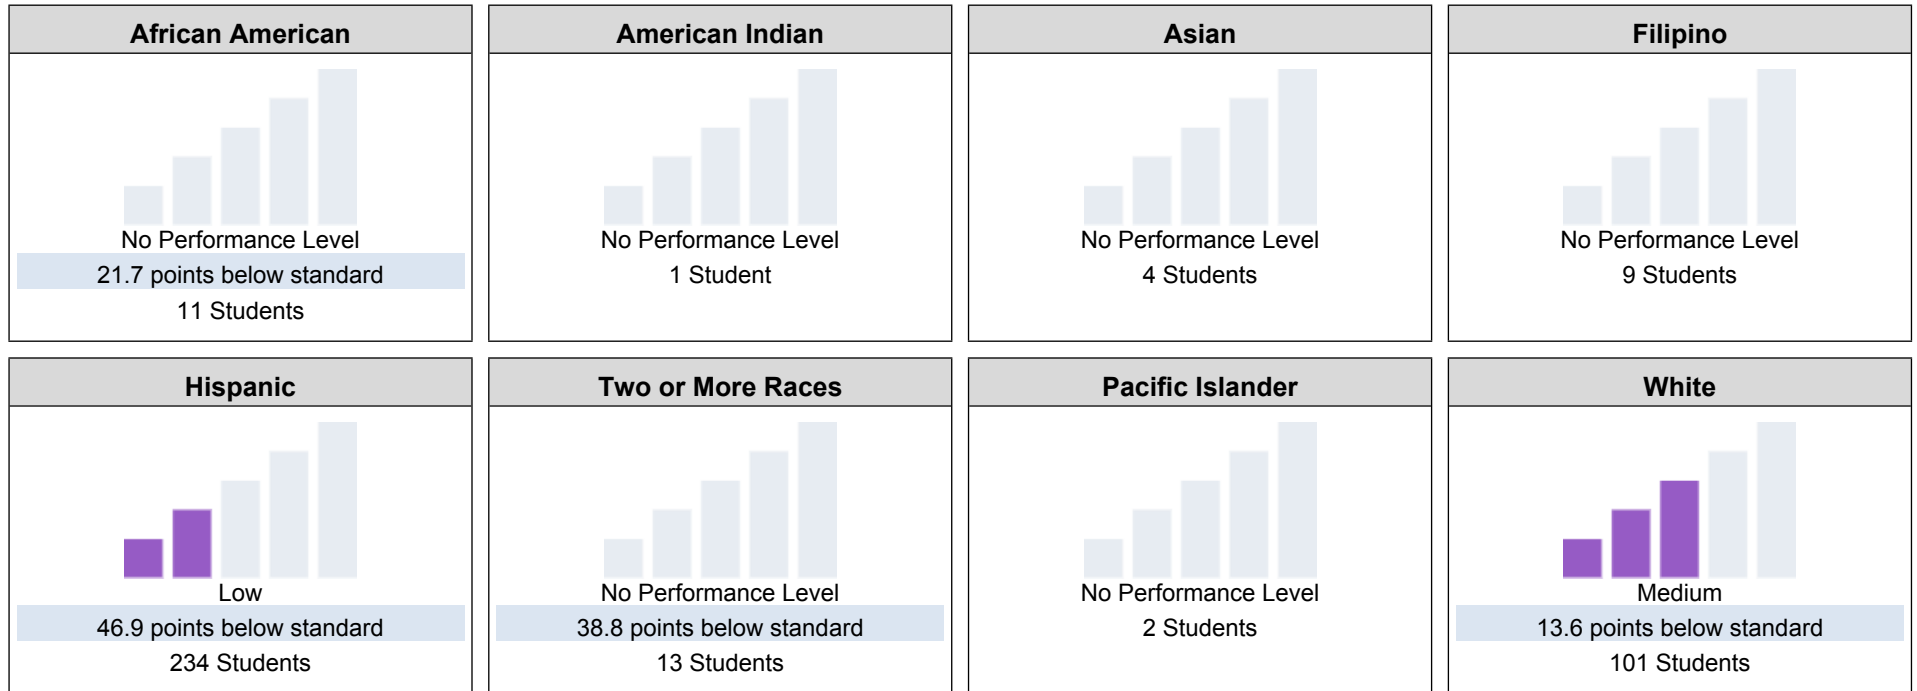 African American
No Performance Level
21.7 points below standard
11 Students
American Indian
No Performance Level
1 Student
Asian
No Performance Level
4 Students
Filipino
No Performance Level
9 Students
Hispanic
Low
46.9 points below standard
234 Students
Two or More Races
No Performance Level
38.8 points below standard
13 Students
Pacific Islander
No Performance Level
2 Students
White
Medium
13.6 points below standard
101 Students